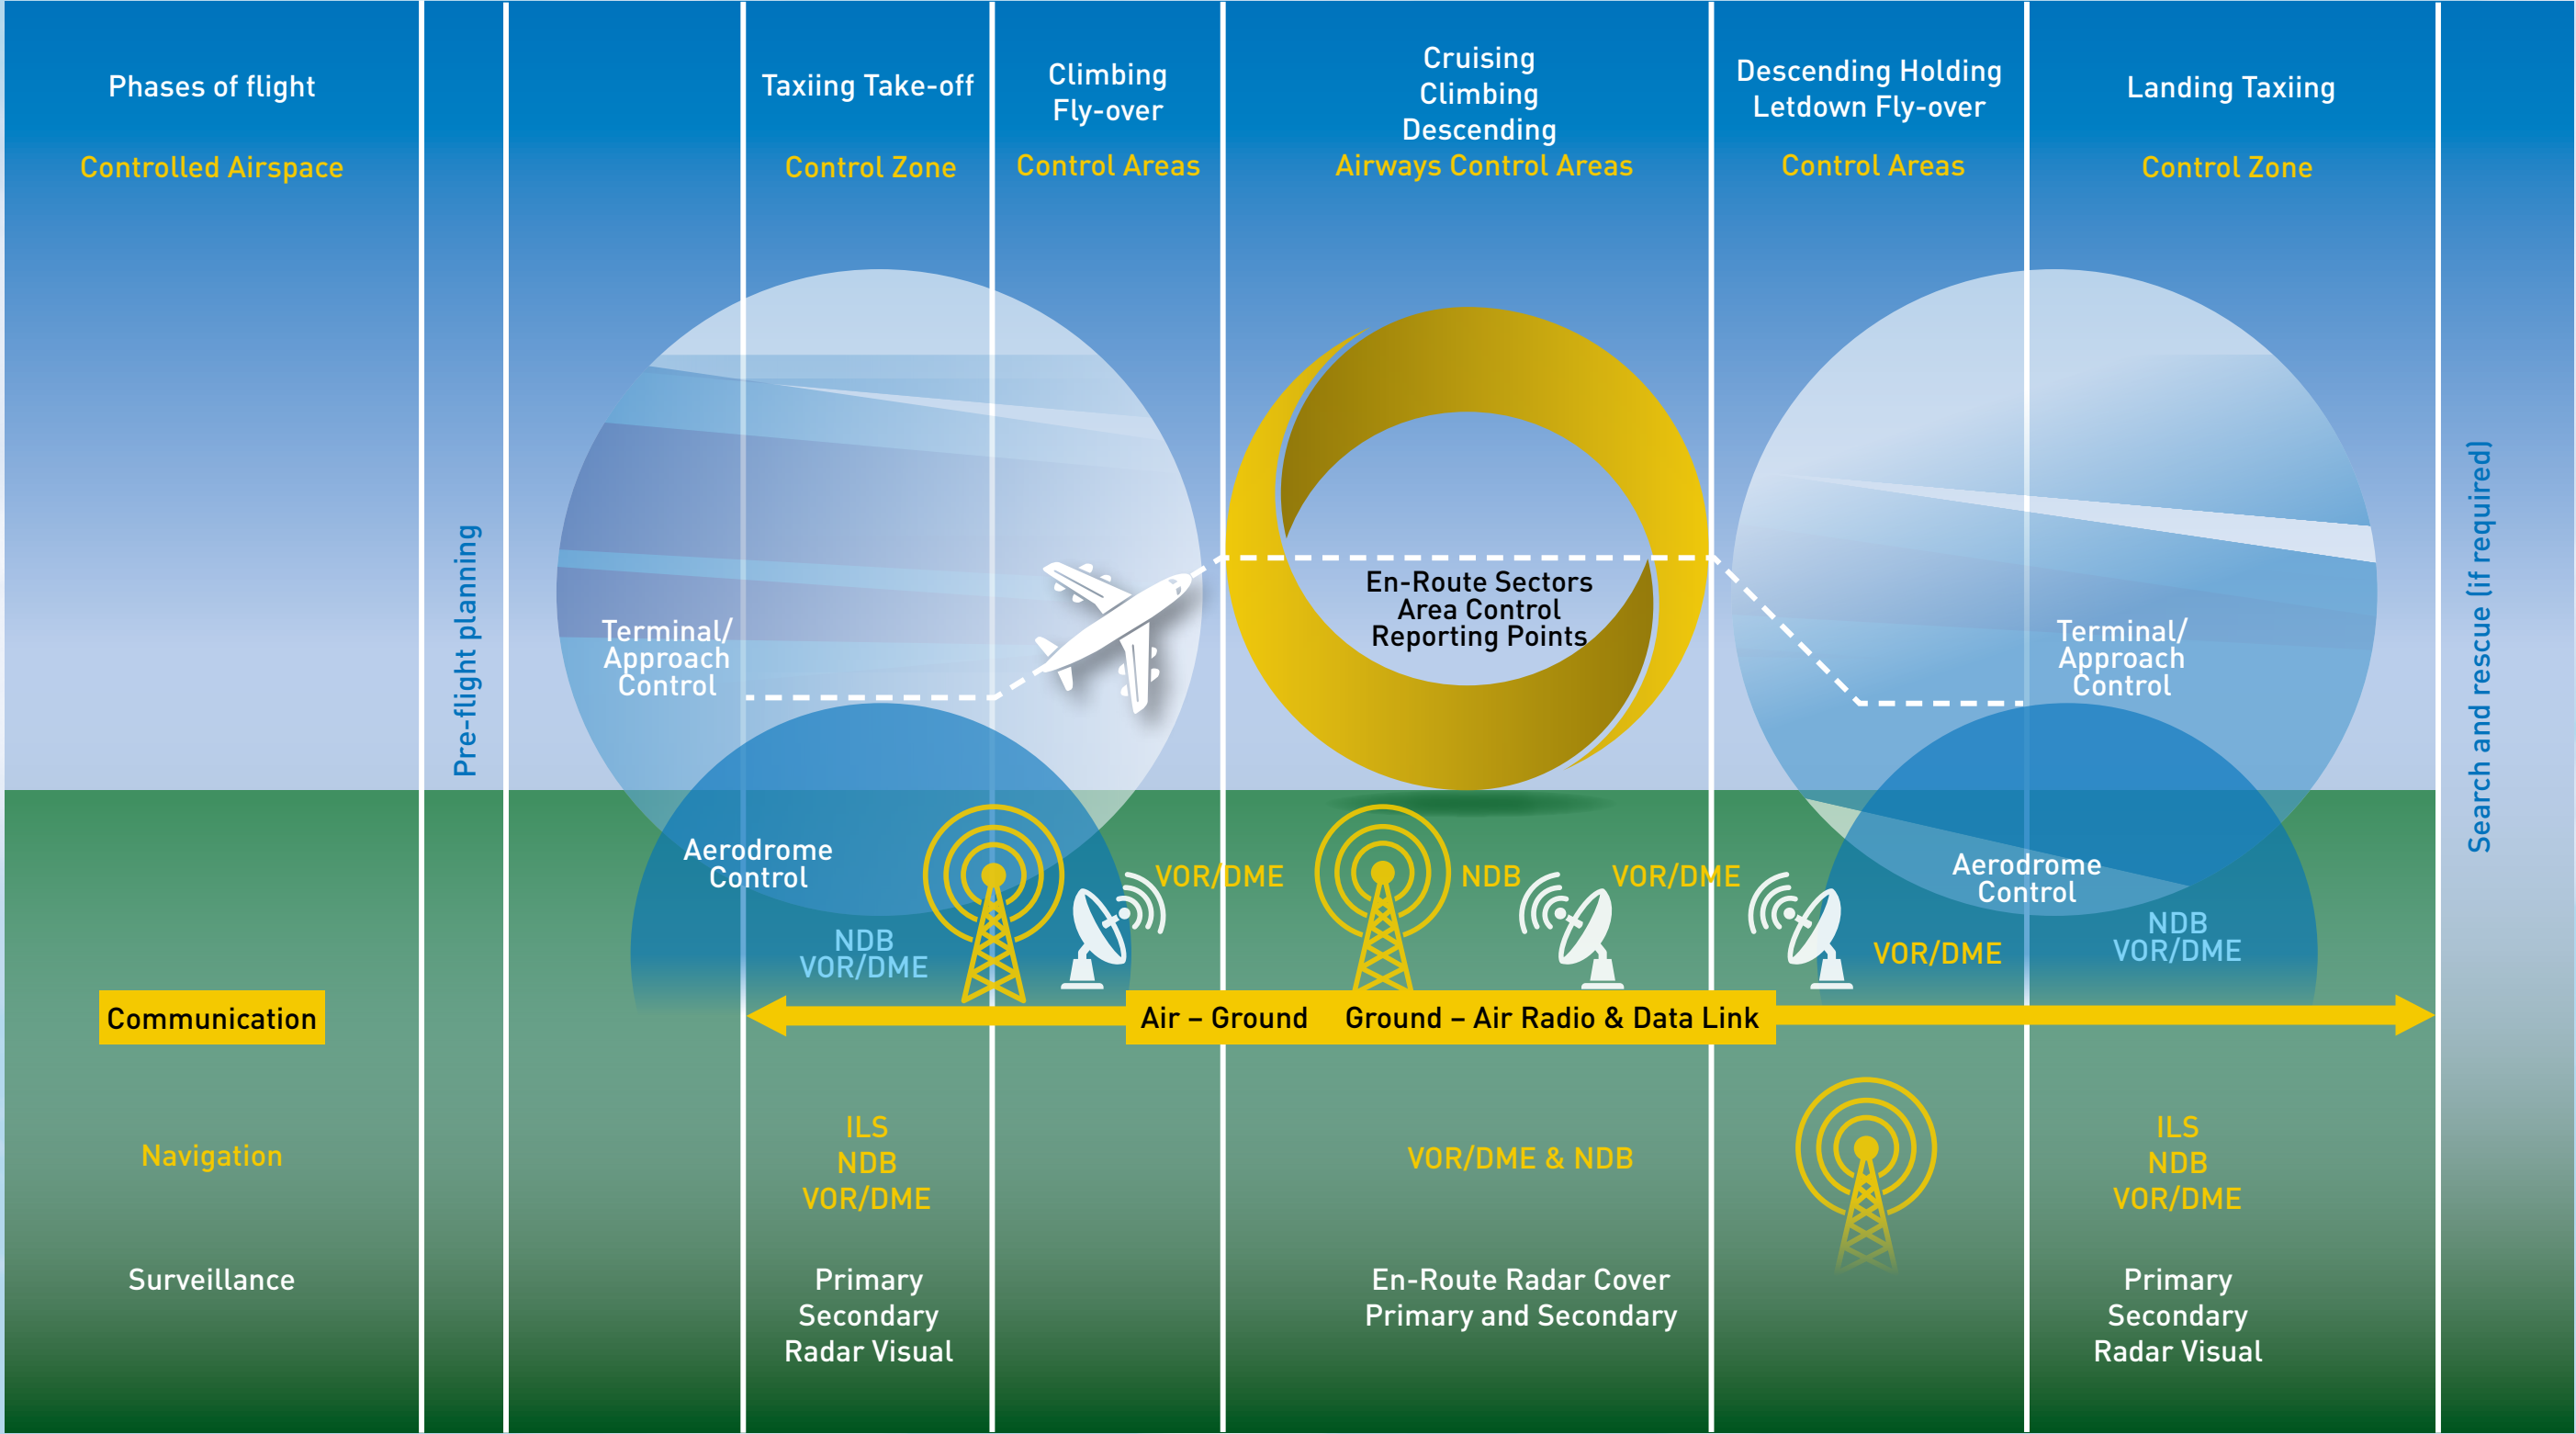 Phases of flight
Taxiing Take-off
Climbing
Fly-over
Cruising
Climbing
Descending
Descending Holding
Letdown Fly-over
Landing Taxiing
Controlled Airspace
Control Zone
Control Areas
Airways Control Areas
Control Areas
Control Zone
Pre-flight planning
Terminal/
Approach
Control
En-Route Sectors
Area Control
Reporting Points
Terminal/
Approach
Control
Search and rescue (if required)
Aerodrome
Control
NDB
VOR/DME
VOR/DME
NDB
VOR/DME
VOR/DME
Aerodrome
Control
NDB
VOR/DME
Communication
Air – Ground Ground – Air Radio & Data Link
Navigation
ILS
NDB
VOR/DME
VOR/DME & NDB
ILS
NDB
VOR/DME
Surveillance
Primary
Secondary
Radar Visual
En-Route Radar Cover
Primary and Secondary
Primary
Secondary
Radar Visual